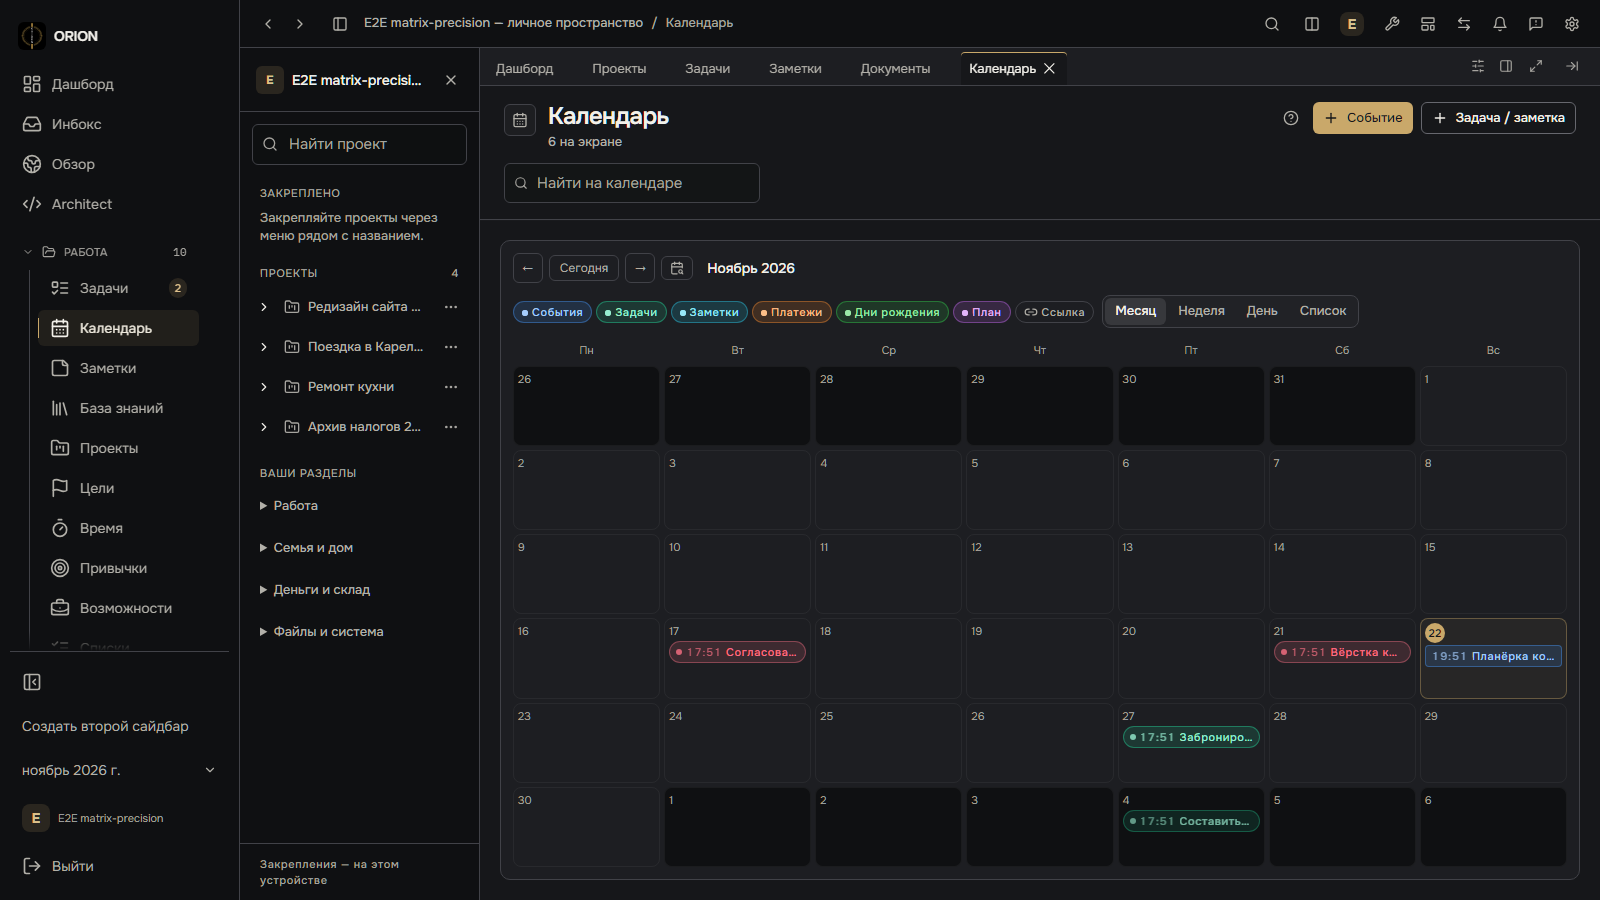 ORION
Дашборд
Инбокс
Обзор
Architect
РАБОТА 10
Задачи 2
Календарь
Заметки
База знаний
Проекты
Цели
Время
Привычки
Возможности
Списки
Создать второй сайдбар
ноябрь 2026 г.
E E2E matrix-precision
Выйти
E2E matrix-precision — личное пространство / Календарь
E
E E2E matrix-precisi...
Найти проект
ЗАКРЕПЛЕНО
Закрепляйте проекты через
меню рядом с названием.
ПРОЕКТЫ 4
Редизайн сайта ...
Поездка в Карел...
Ремонт кухни
Архив налогов 2...
ВАШИ РАЗДЕЛЫ
Работа
Семья и дом
Деньги и склад
Файлы и система
Закрепления — на этом
устройстве
Дашборд Проекты Задачи Заметки Документы Календарь
Календарь
6 на экране
+ Событие + Задача / заметка
Найти на календаре
← Сегодня → Ноябрь 2026
События Задачи Заметки Платежи Дни рождения План Ссылка Месяц Неделя День Список
Пн Вт Ср Чт Пт Сб Вс
26 27 28 29 30 31 1
2 3 4 5 6 7 8
9 10 11 12 13 14 15
16 17 18 19 20 21 22
17:51 Согласова... 17:51 Вёрстка к... 19:51 Планёрка ко...
23 24 25 26 27 28 29
17:51 Заброниро...
30 1 2 3 4 5 6
17:51 Составить...